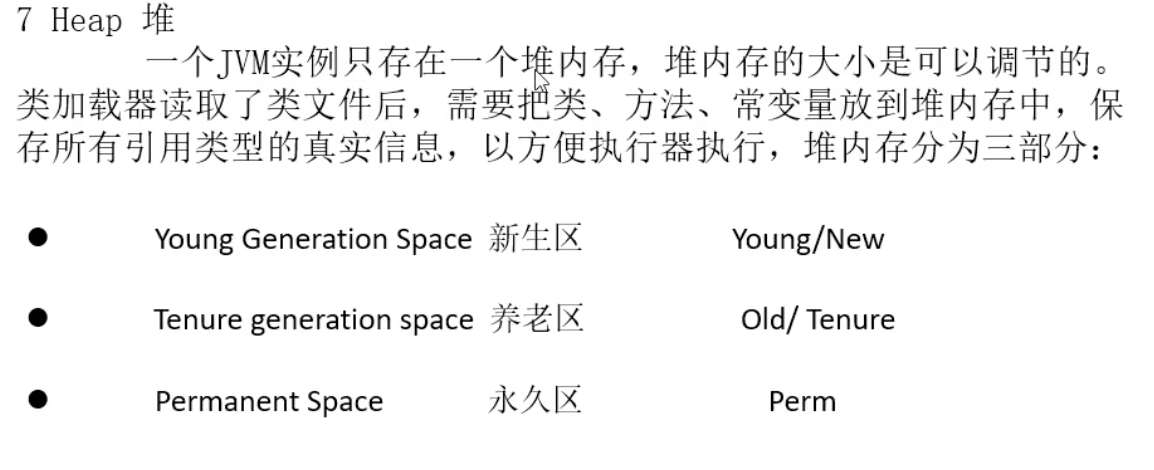 7 Heap 堆
一个JVM实例只存在一个堆内存，堆内存的大小是可以调节的。
类加载器读取了类文件后，需要把类、方法、常变量放到堆内存中，保
存所有引用类型的真实信息，以方便执行器执行，堆内存分为三部分：
● Young Generation Space 新生区 Young/New
● Tenure generation space 养老区 Old/ Tenure
● Permanent Space 永久区 Perm